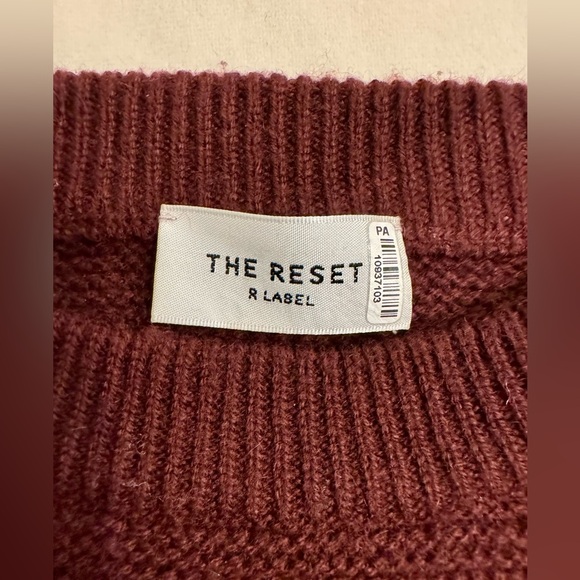 THE RESET
R LABEL
PA
10937103